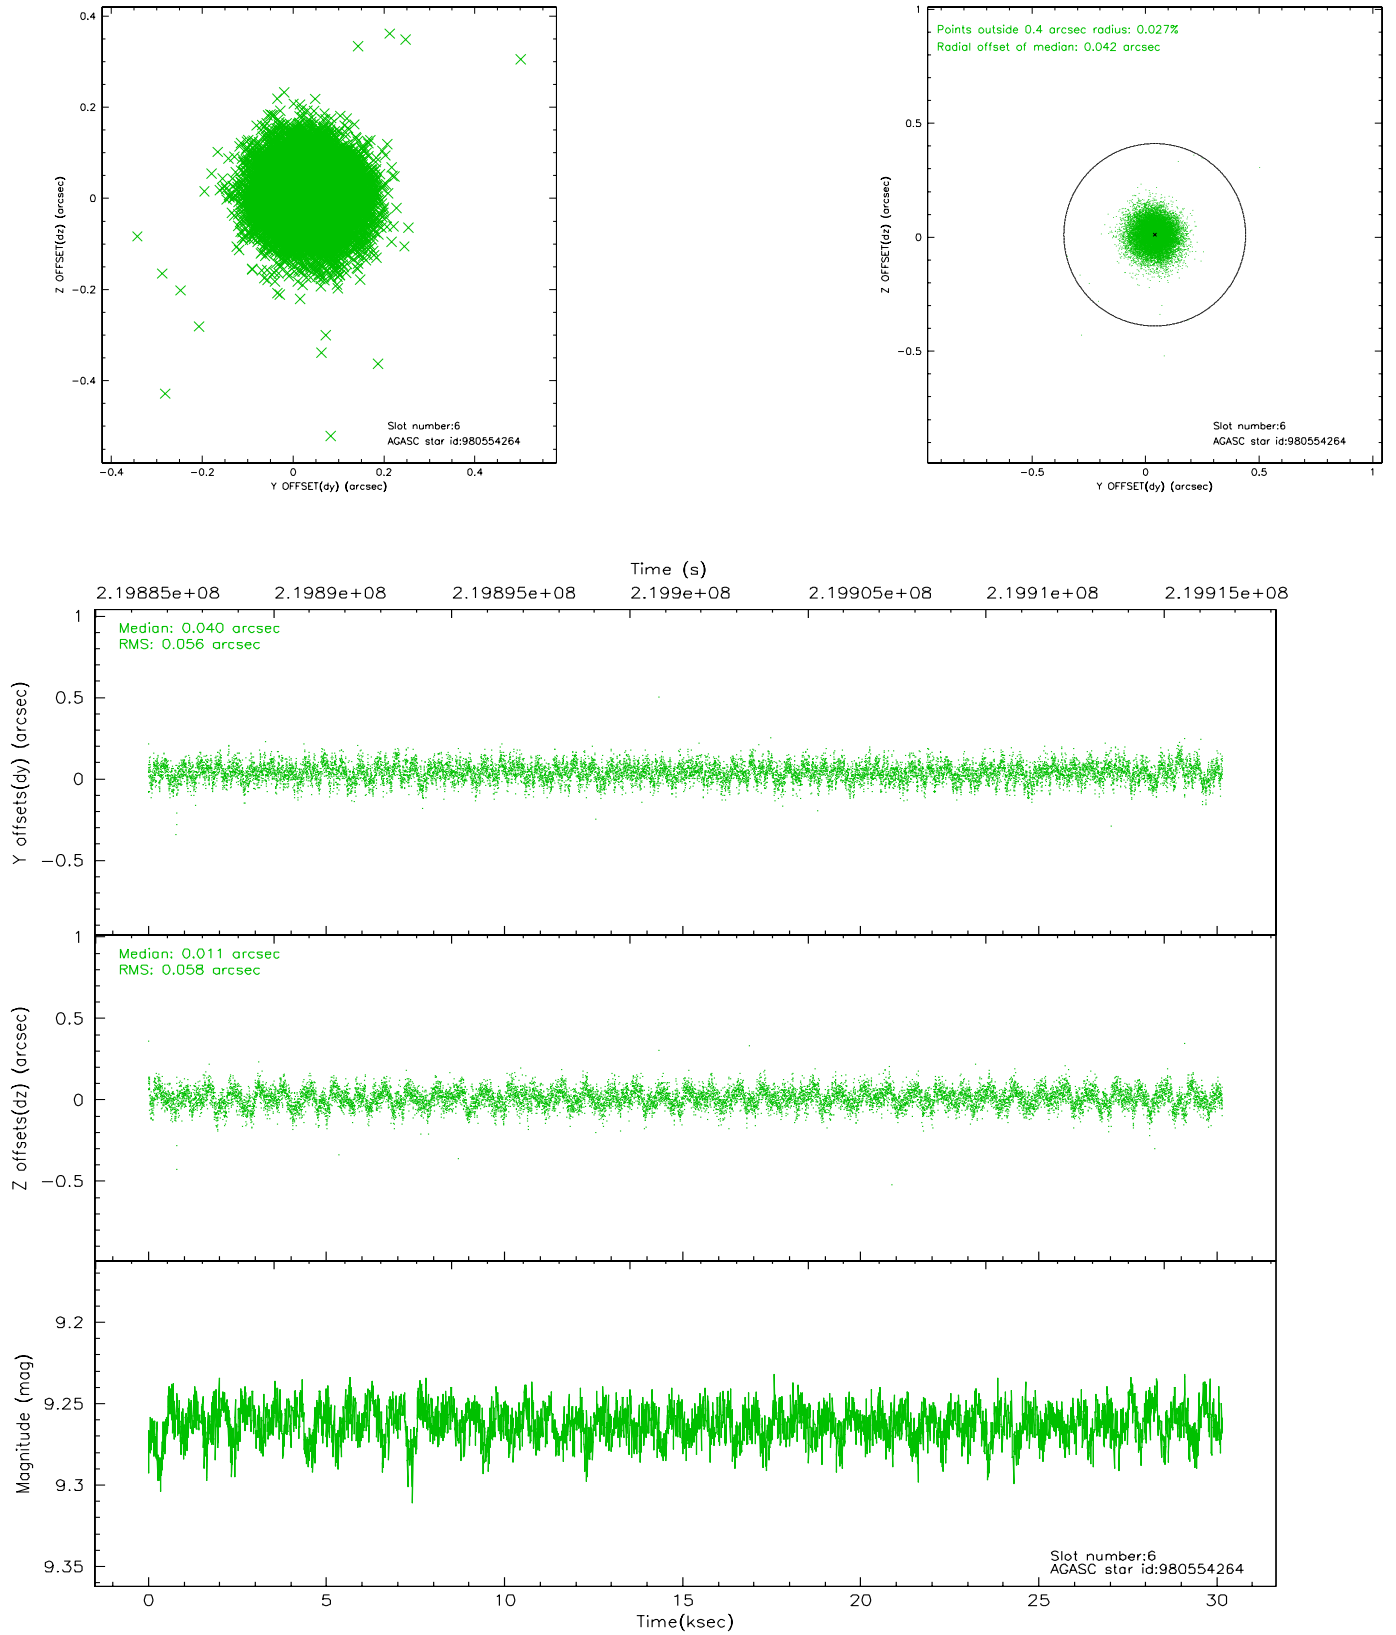 0.4
0.2
0
−0.2
−0.4
Z OFFSET(dz) (arcsec)
Slot number:6
AGASC star id:980554264
−0.4 −0.2 0 0.2 0.4
Y OFFSET(dy) (arcsec)
Points outside 0.4 arcsec radius: 0.027%
Radial offset of median: 0.042 arcsec
1
0.5
0
−0.5
Z OFFSET(dz) (arcsec)
Slot number:6
AGASC star id:980554264
−0.5 0 0.5 1
Y OFFSET(dy) (arcsec)
Time (s)
2.19885e+08 2.1989e+08 2.19895e+08 2.199e+08 2.19905e+08 2.1991e+08 2.19915e+08
Median: 0.040 arcsec
RMS: 0.056 arcsec
1
0.5
0
−0.5
Y offsets(dy) (arcsec)
Median: 0.011 arcsec
RMS: 0.058 arcsec
1
0.5
0
−0.5
Z offsets(dz) (arcsec)
9.2
9.25
9.3
9.35
Magnitude (mag)
Slot number:6
AGASC star id:980554264
0 5 10 15 20 25 30
Time(ksec)